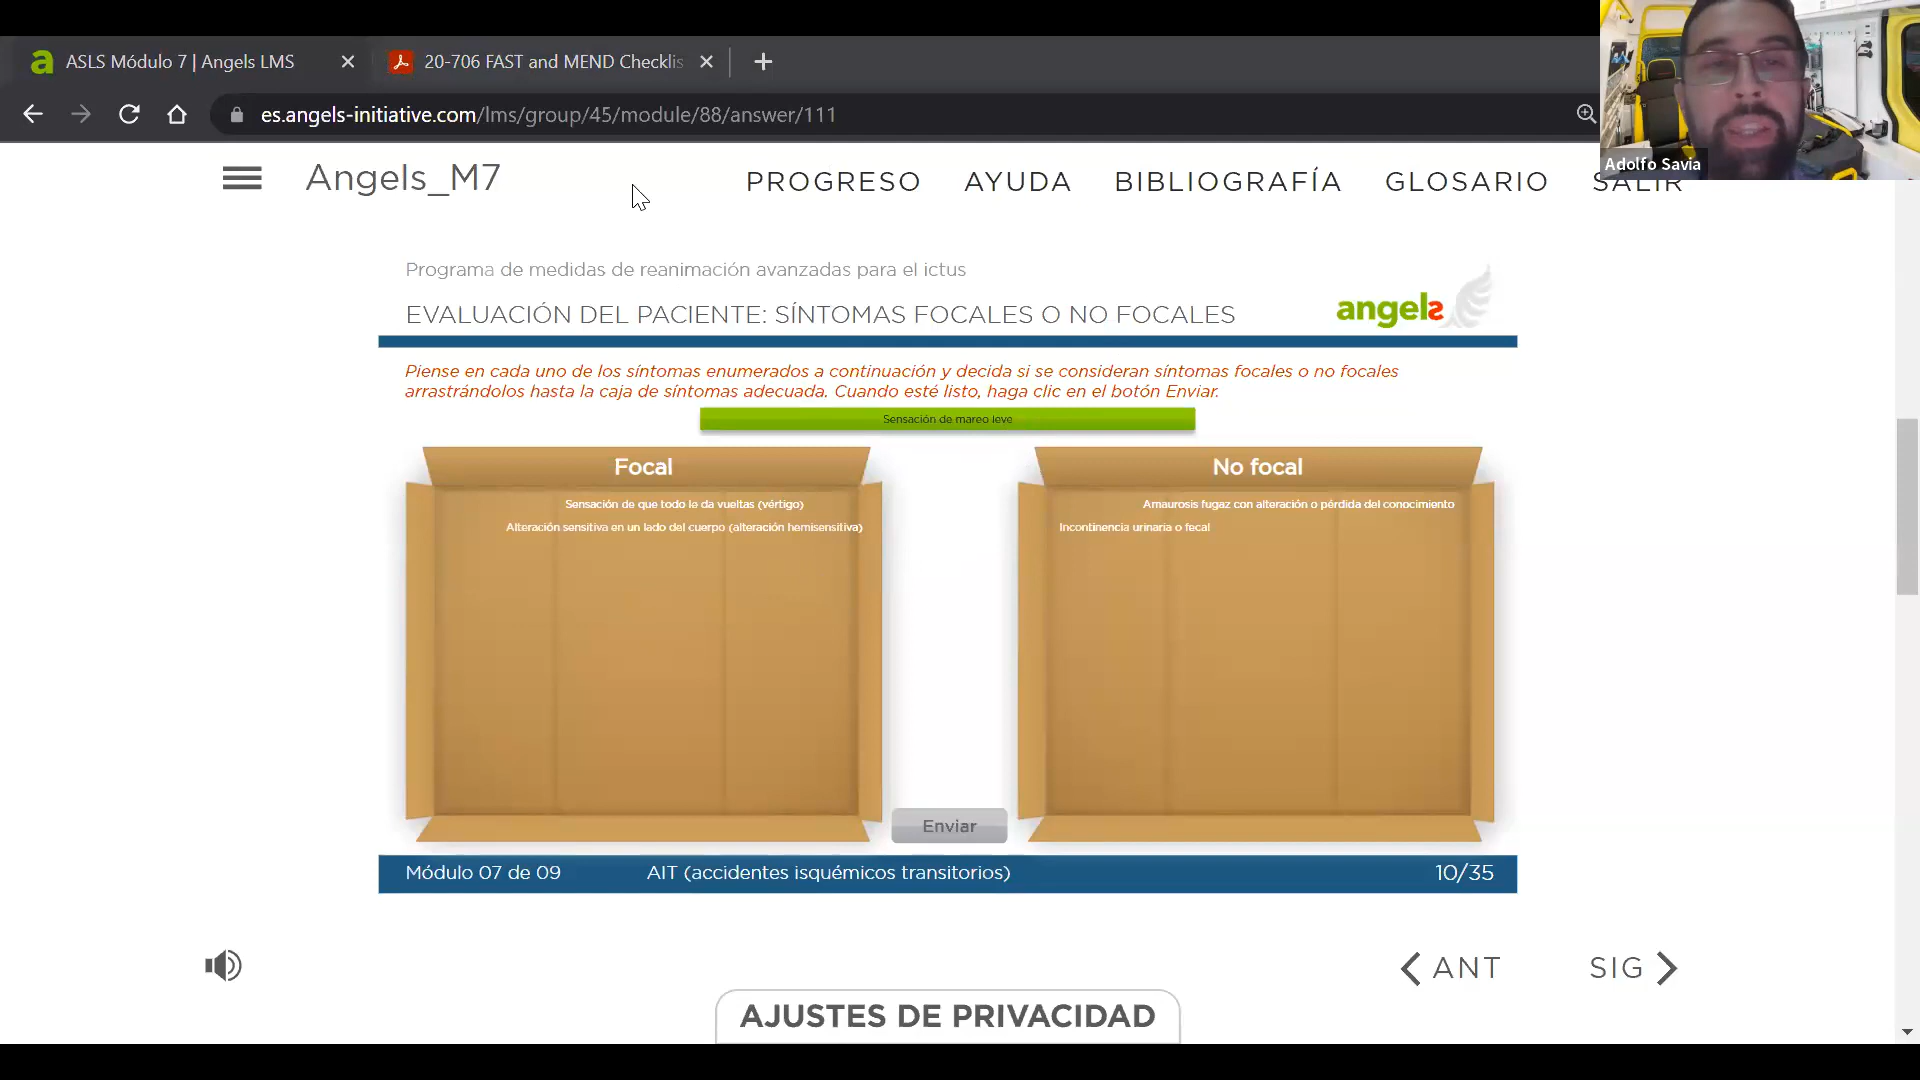 ASLS Módulo 7 | Angels LMS
20-706 FAST and MEND Checklis
es.angels-initiative.com/lms/group/45/module/88/answer/111
Adolfo Savia
Angels_M7
PROGRESO
AYUDA
BIBLIOGRAFÍA
GLOSARIO
SALIR
Programa de medidas de reanimación avanzadas para el ictus
EVALUACIÓN DEL PACIENTE: SÍNTOMAS FOCALES O NO FOCALES
angels
Piense en cada uno de los síntomas enumerados a continuación y decida si se consideran síntomas focales o no focales
arrastrándolos hasta la caja de síntomas adecuada. Cuando esté listo, haga clic en el botón Enviar.
Sensación de mareo leve
Focal
Sensación de que todo le da vueltas (vértigo)
Alteración sensitiva en un lado del cuerpo (alteración hemisensitiva)
No focal
Amaurosis fugaz con alteración o pérdida del conocimiento
Incontinencia urinaria o fecal
Enviar
Módulo 07 de 09
AIT (accidentes isquémicos transitorios)
10/35
ANT
SIG
AJUSTES DE PRIVACIDAD